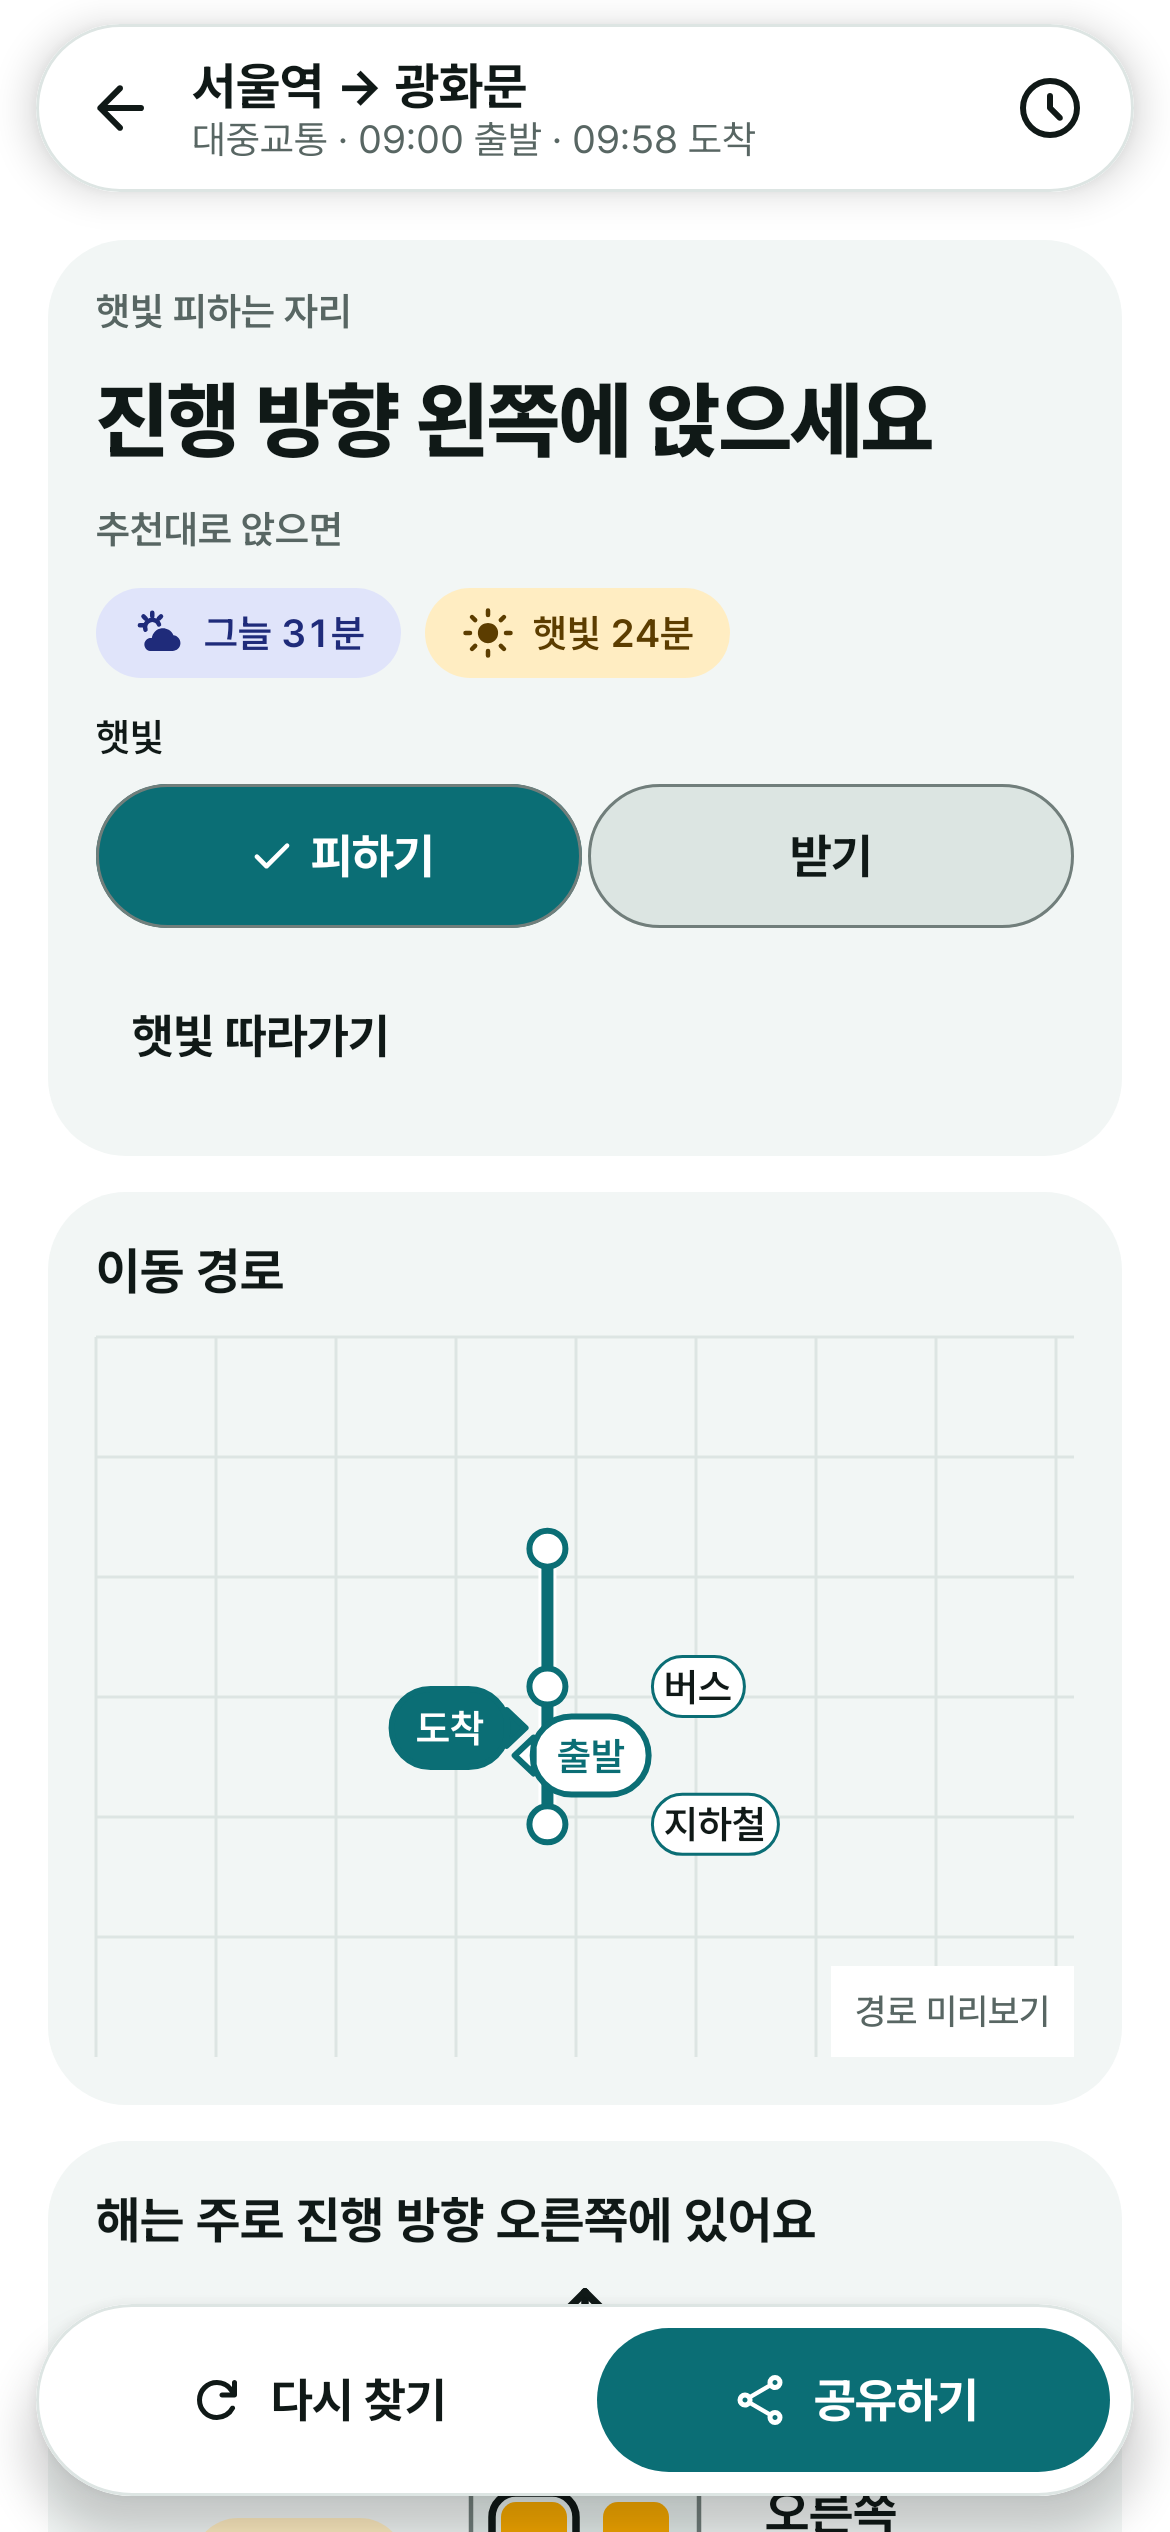 서울역 → 광화문
대중교통 · 09:00 출발 · 09:58 도착
햇빛 피하는 자리
진행 방향 왼쪽에 앉으세요
추천대로 앉으면
그늘 31분
햇빛 24분
햇빛
피하기
받기
햇빛 따라가기
이동 경로
버스
도착
출발
지하철
경로 미리보기
해는 주로 진행 방향 오른쪽에 있어요
다시 찾기
공유하기
오른쪽